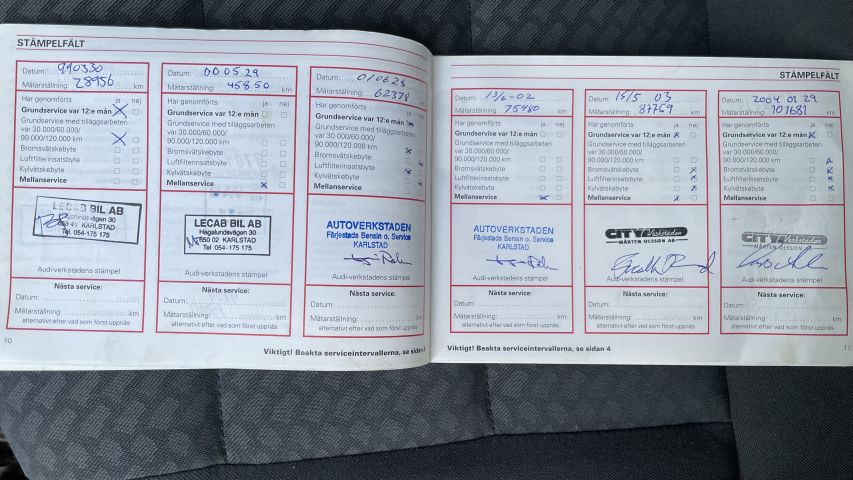 STÄMPELFÄLT
Datum: 990330
Mätarställning: 28956 km
Har genomförts ja nej
Grundservice var 12:e mån
Grundservice med tilläggsarbeten
var 30.000/60.000/
90.000/120.000 km
Bromsvätskebyte
Luftfilterinsatsbyte
Kylvätskebyte
Mellanservice
LECAB BIL AB
KARLSTAD
Tel. 054-175 175
Audi-verkstadens stämpel
Nästa service:
Datum:
Mätarställning: km
alternativt efter vad som först uppnås
10
Datum: 000529
Mätarställning: 45850 km
Har genomförts ja nej
Grundservice var 12:e mån
Grundservice med tilläggsarbeten
var 30.000/60.000/
90.000/120.000 km
Bromsvätskebyte
Luftfilterinsatsbyte
Kylvätskebyte
Mellanservice
LECAB BIL AB
Hagalundsvägen 30
650 02 KARLSTAD
Tel 054-175 175
Audi-verkstadens stämpel
Nästa service:
Datum:
Mätarställning: km
alternativt efter vad som först uppnås
Datum: 010628
Mätarställning: 62378 km
Har genomförts ja nej
Grundservice var 12:e mån
Grundservice med tilläggsarbeten
var 30.000/60.000/
90.000/120.000 km
Bromsvätskebyte
Luftfilterinsatsbyte
Kylvätskebyte
Mellanservice
AUTOVERKSTADEN
Färjestads Bensin o. Service
KARLSTAD
Audi-verkstadens stämpel
Nästa service:
Datum:
Mätarställning: km
alternativt efter vad som först uppnås
Viktigt! Beakta serviceintervallerna, se sidan 4
STÄMPELFÄLT
Datum: 13/6-02
Mätarställning: 75480 km
Har genomförts ja nej
Grundservice var 12:e mån
Grundservice med tilläggsarbeten
var 30.000/60.000/
90.000/120.000 km
Bromsvätskebyte
Luftfilterinsatsbyte
Kylvätskebyte
Mellanservice
AUTOVERKSTADEN
Färjestads Bensin o. Service
KARLSTAD
Audi-verkstadens stämpel
Nästa service:
Datum:
Mätarställning: km
alternativt efter vad som först uppnås
Datum: 15/5 03
Mätarställning: 87759 km
Har genomförts ja nej
Grundservice var 12:e mån
Grundservice med tilläggsarbeten
var 30.000/60.000/
90.000/120.000 km
Bromsvätskebyte
Luftfilterinsatsbyte
Kylvätskebyte
Mellanservice
CITY Verkstaden
MÅRTEN OLSSON AB
Audi-verkstadens stämpel
Nästa service:
Datum:
Mätarställning: km
alternativt efter vad som först uppnås
Datum: 2004 01 29
Mätarställning: 101681 km
Har genomförts ja nej
Grundservice var 12:e mån
Grundservice med tilläggsarbeten
var 30.000/60.000/
90.000/120.000 km
Bromsvätskebyte
Luftfilterinsatsbyte
Kylvätskebyte
Mellanservice
CITY Verkstaden
MÅRTEN OLSSON AB
Audi-verkstadens stämpel
Nästa service:
Datum:
Mätarställning: km
alternativt efter vad som först uppnås
Viktigt! Beakta serviceintervallerna, se sidan 4
11